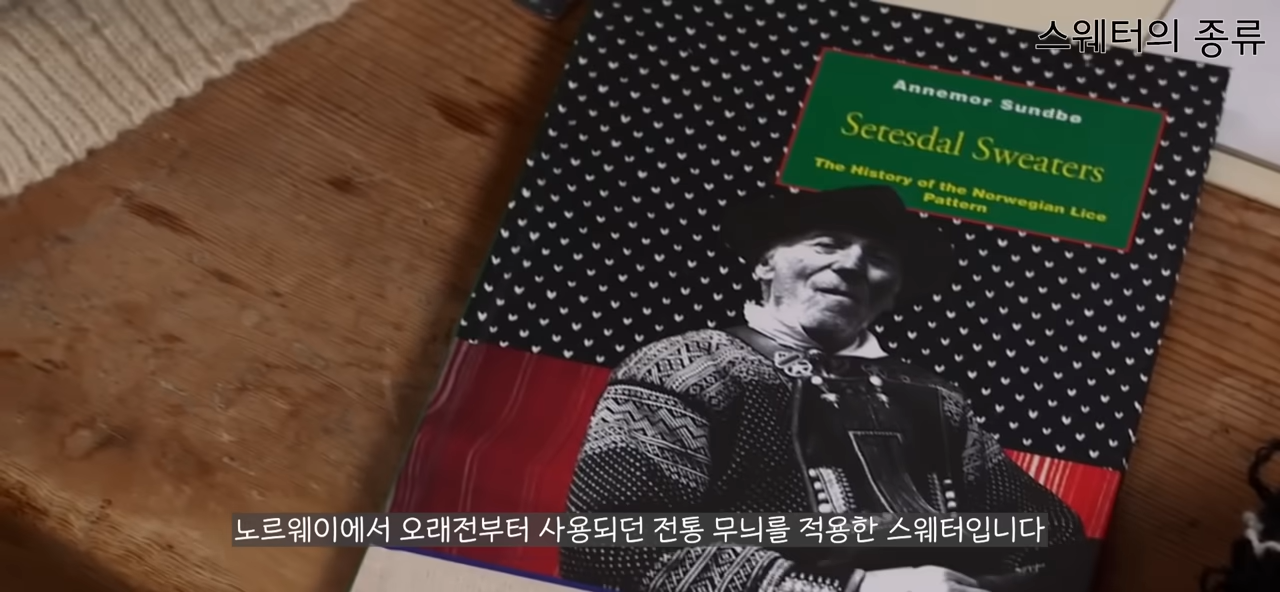 스웨터의 종류
Annemor Sundbø
Setesdal Sweaters
The History of the Norwegian Lice
Pattern
노르웨이에서 오래전부터 사용되던 전통 무늬를 적용한 스웨터입니다